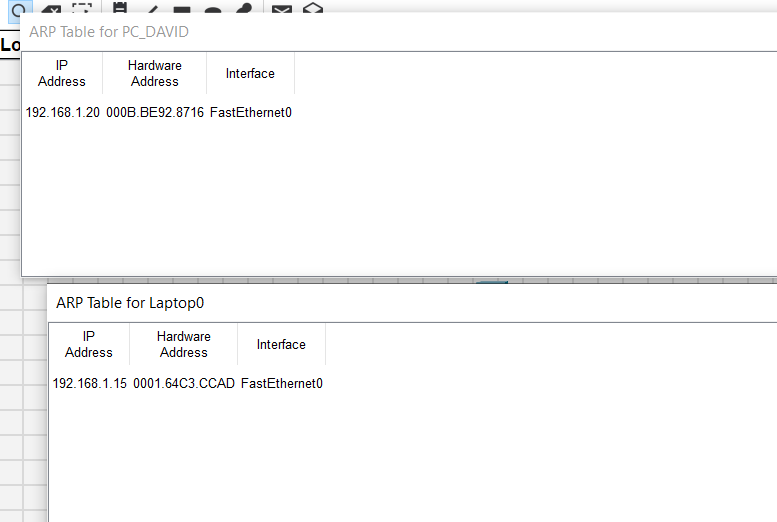 Lo
ARP Table for PC_DAVID
IP Address
Hardware Address
Interface
192.168.1.20 000B.BE92.8716 FastEthernet0
ARP Table for Laptop0
IP Address
Hardware Address
Interface
192.168.1.15 0001.64C3.CCAD FastEthernet0